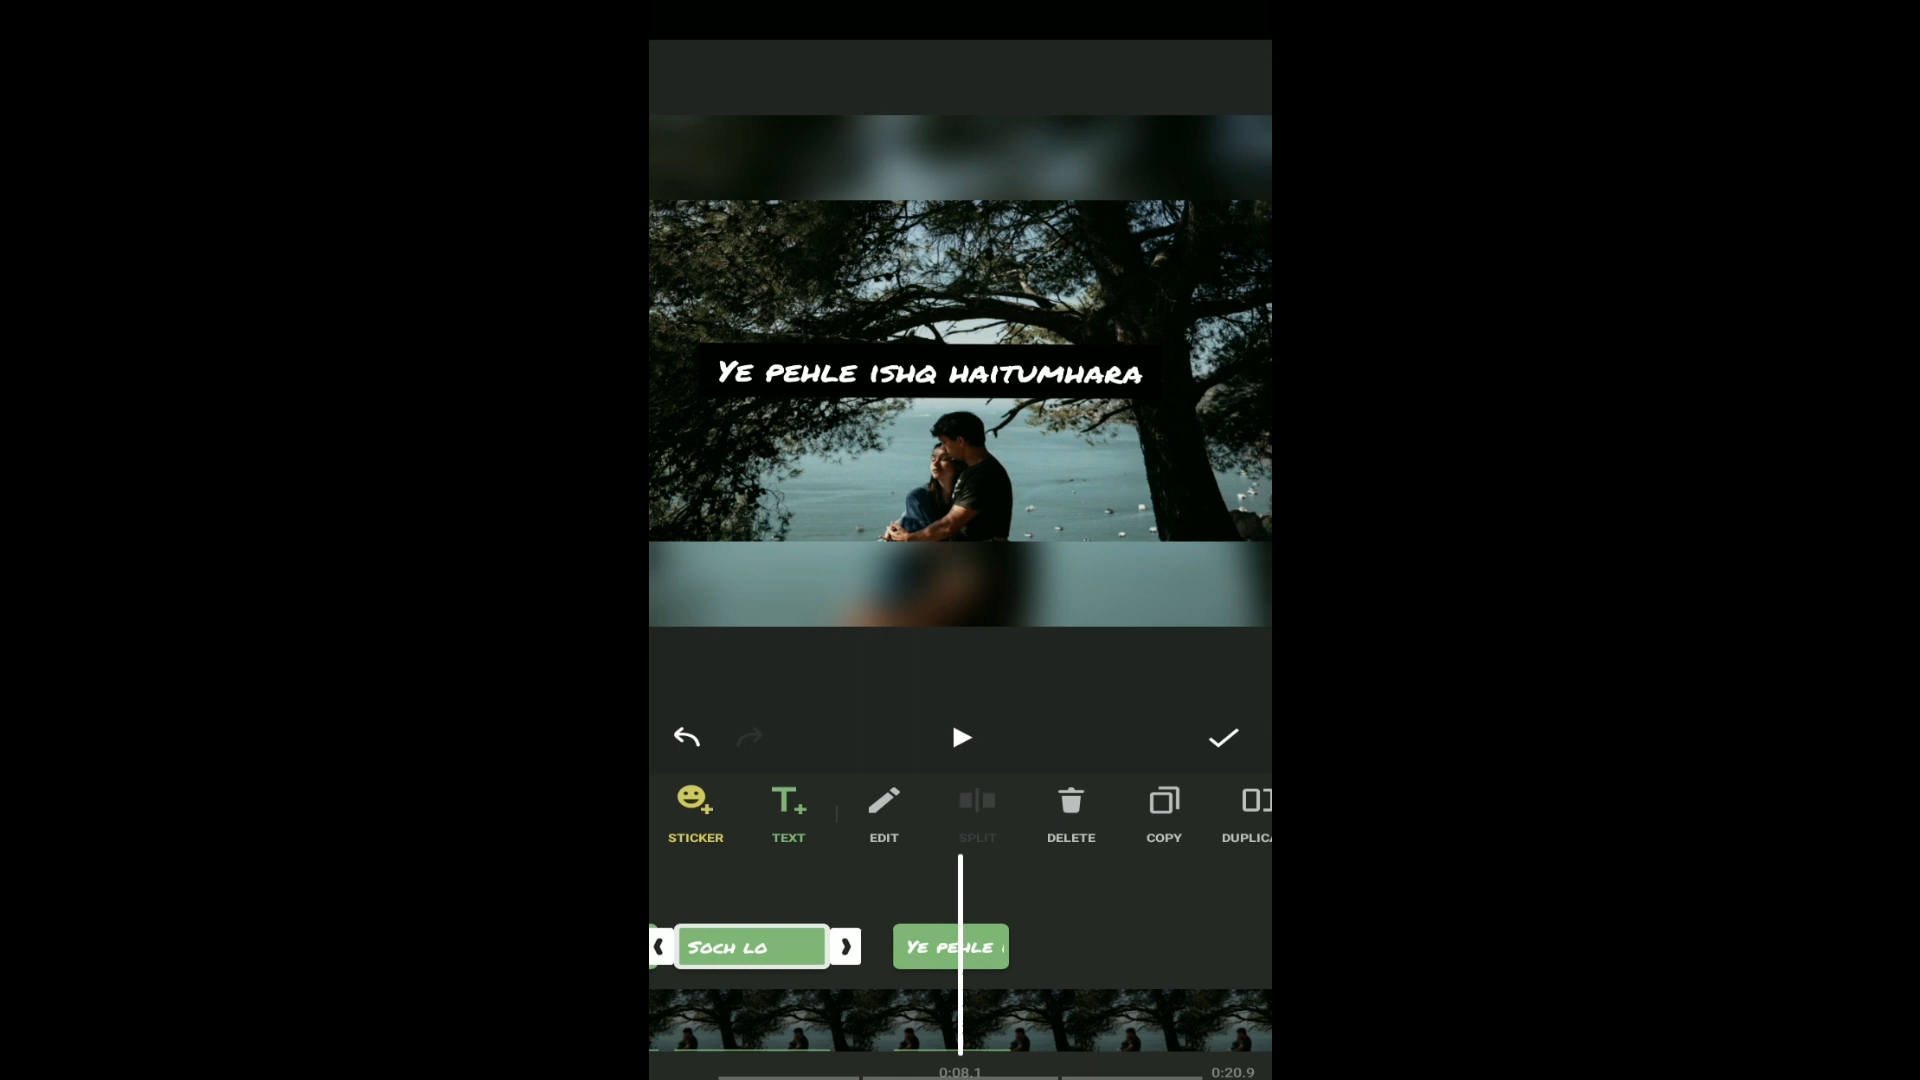 Ye pehle ishq haitumhara
STICKER
TEXT
EDIT
SPLIT
DELETE
COPY
Soch lo
Ye pehle
0:08.1
0:20.9